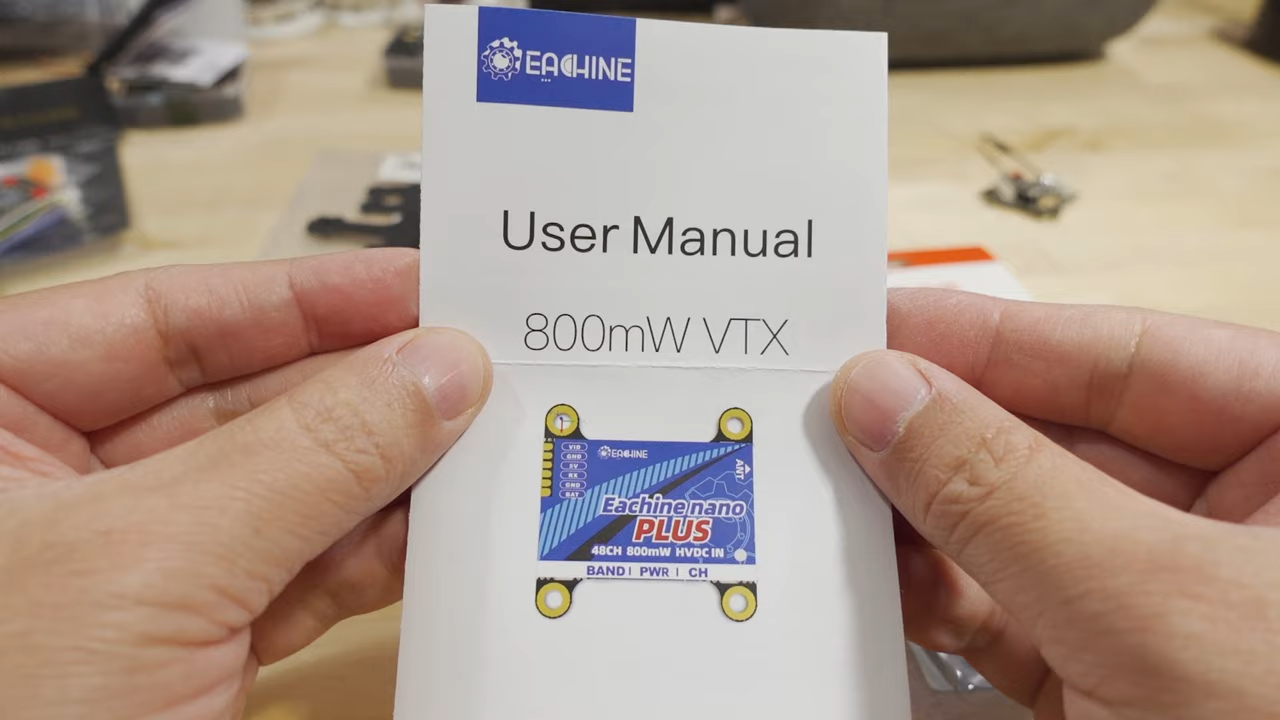 EACHINE
User Manual
800mW VTX
VID
GND
5V
RX
GND
BAT
EACHINE
ANT
Eachine nano
PLUS
48CH 800mW HVDC IN
BAND | PWR | CH